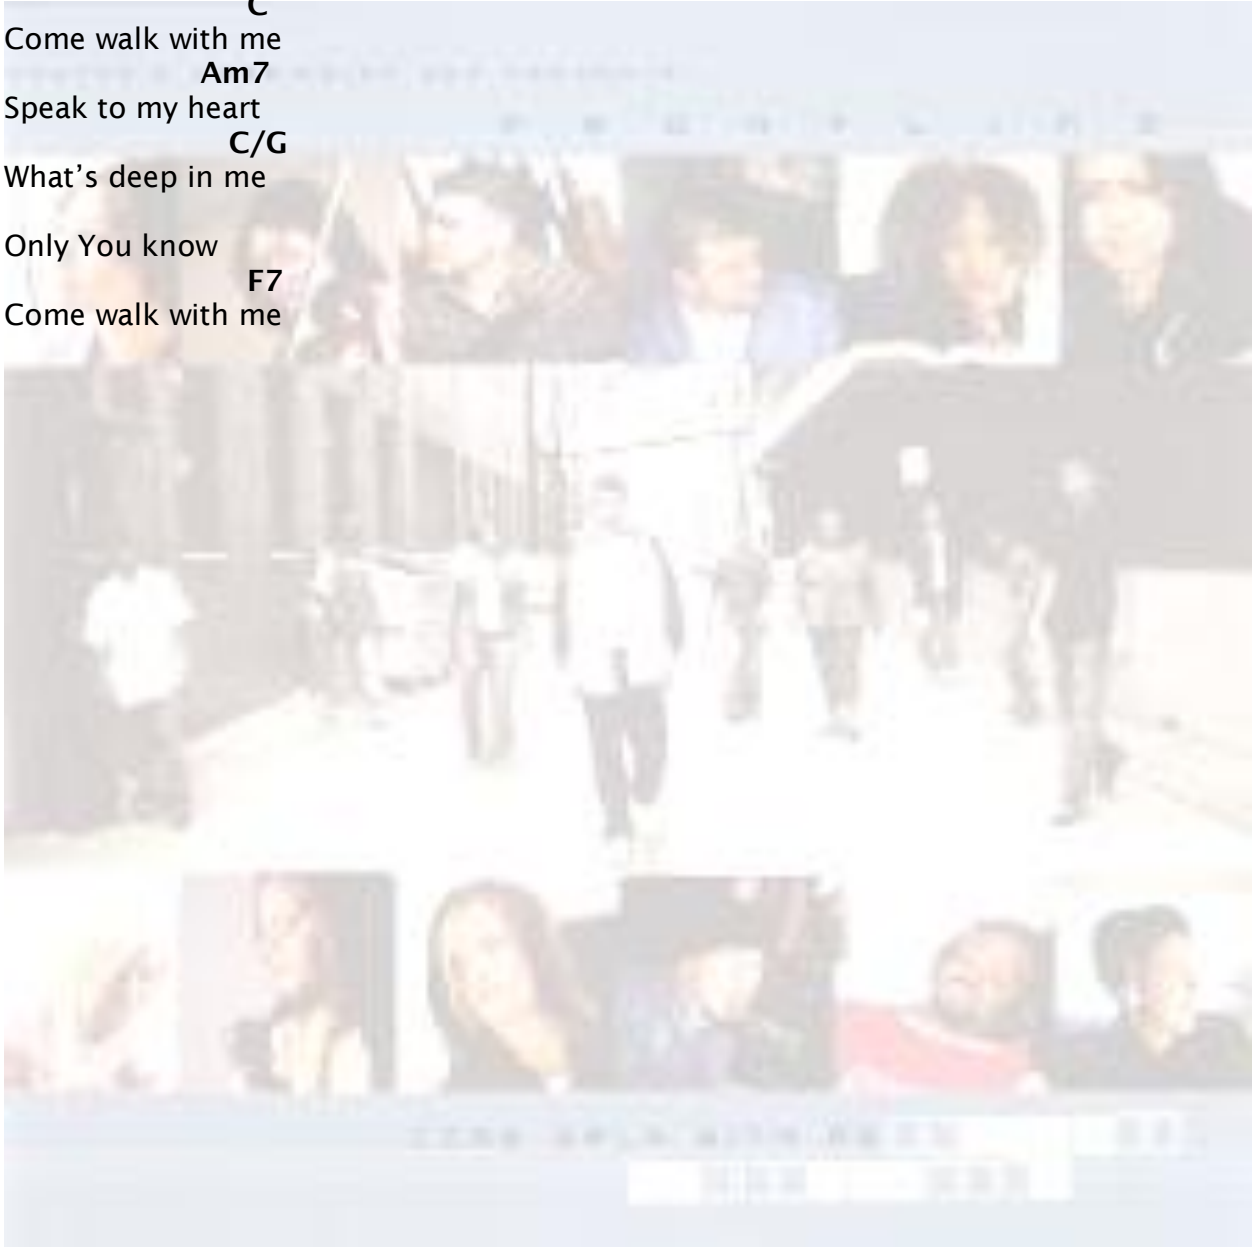 C
Come walk with me
Am7
Speak to my heart
C/G
What's deep in me
Only You know
F7
Come walk with me